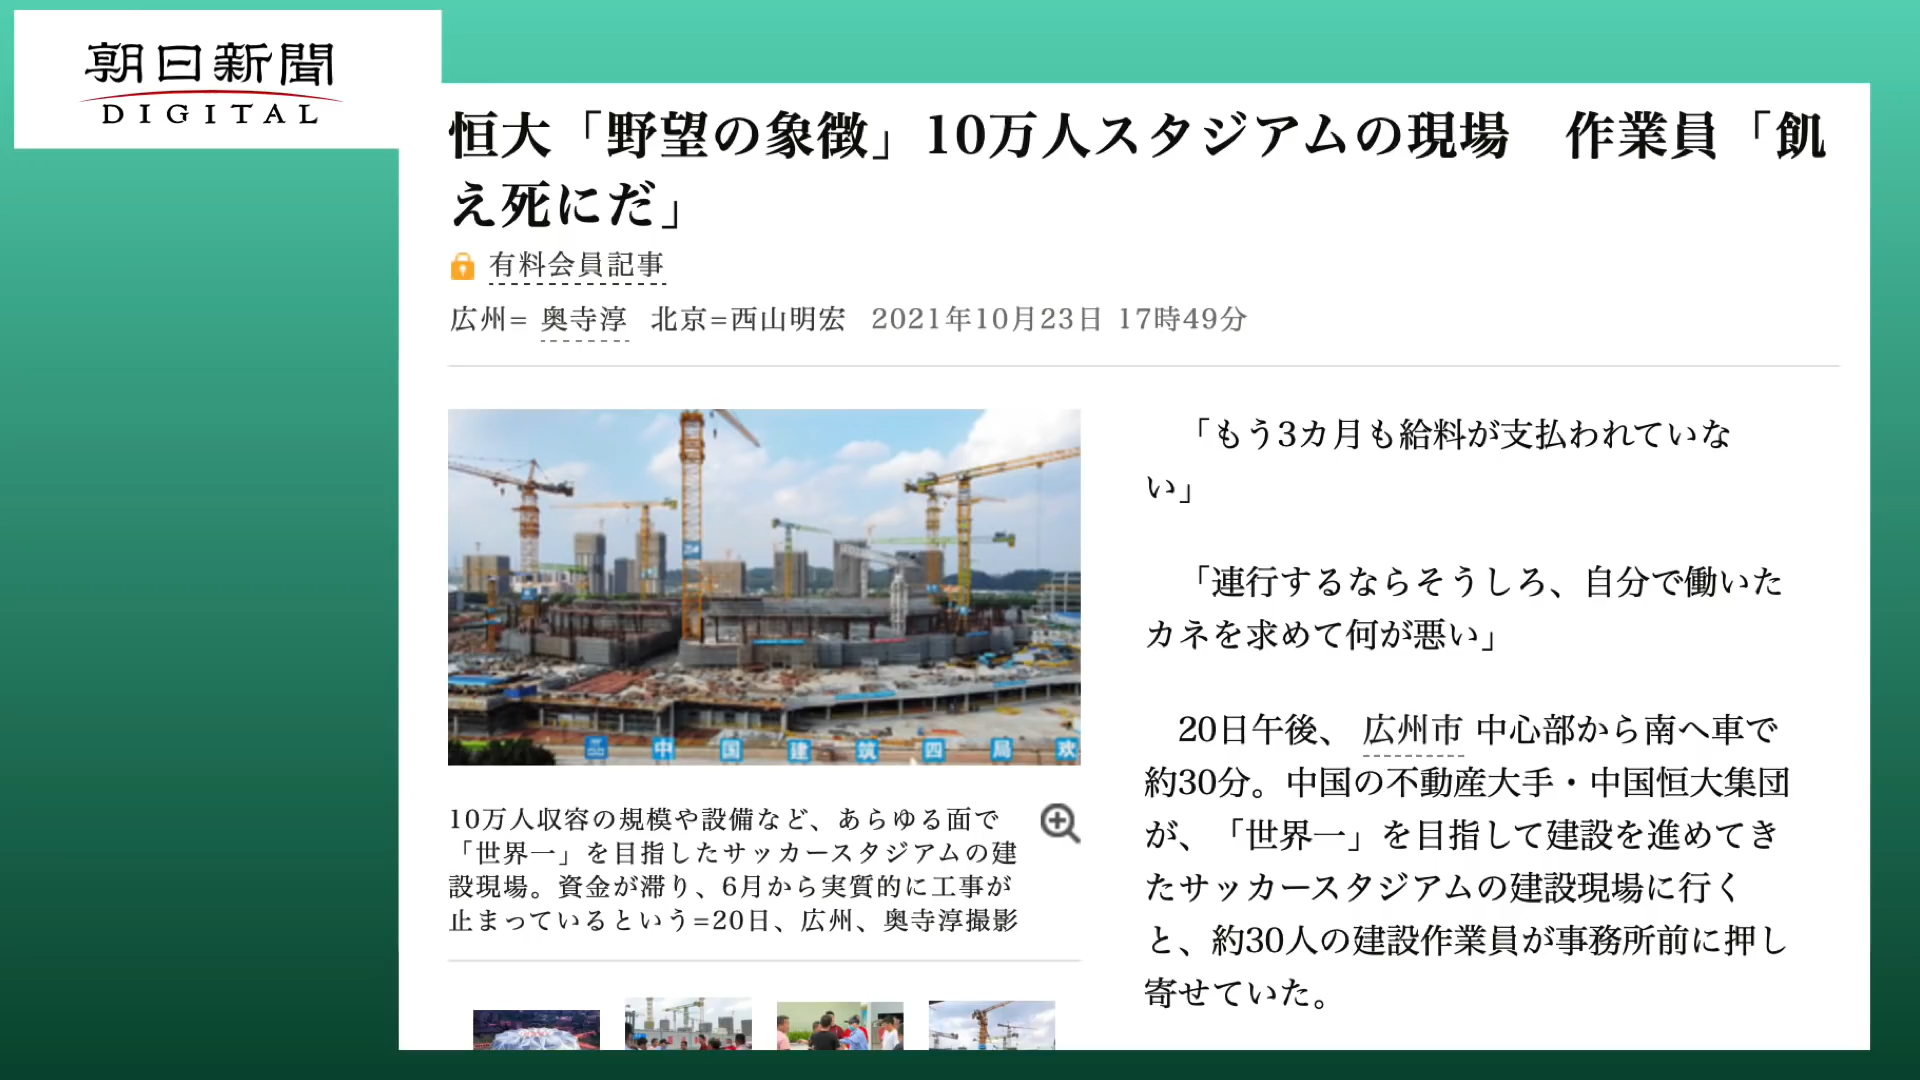 朝日新聞
DIGITAL
恒大「野望の象徴」10万人スタジアムの現場　作業員「飢
え死にだ」
有料会員記事
広州= 奥寺淳 北京=西山明宏 2021年10月23日 17時49分
「もう3カ月も給料が支払われていな
い」
「連行するならそうしろ、自分で働いた
カネを求めて何が悪い」
20日午後、 広州市 中心部から南へ車で
約30分。中国の不動産大手・中国恒大集団
が、「世界一」を目指して建設を進めてき
たサッカースタジアムの建設現場に行く
と、約30人の建設作業員が事務所前に押し
寄せていた。
中国建筑四局欢
10万人収容の規模や設備など、あらゆる面で
「世界一」を目指したサッカースタジアムの建
設現場。資金が滞り、6月から実質的に工事が
止まっているという=20日、広州、奥寺淳撮影